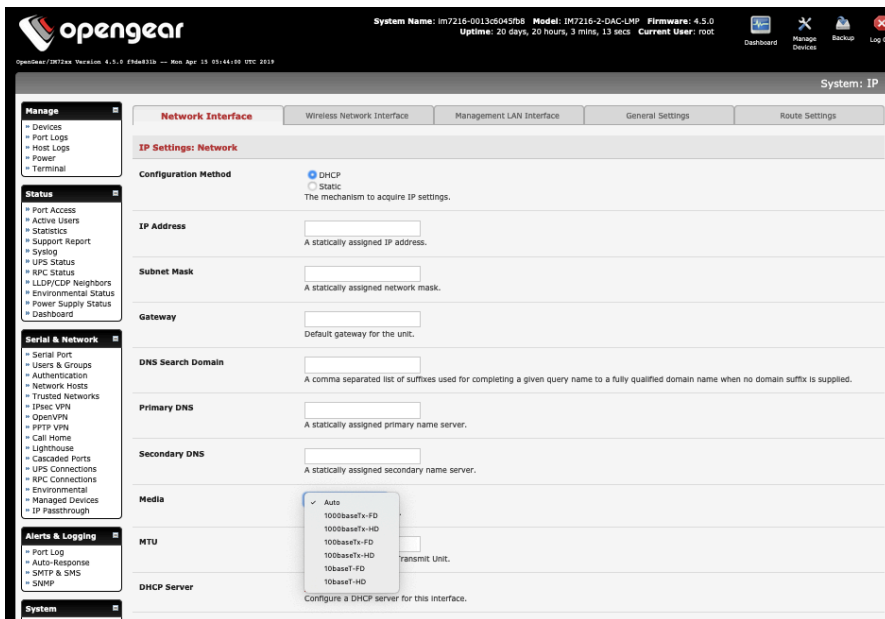 opengear
System Name: im7216-0013c6045fb8 Model: IM7216-2-DAC-LMP Firmware: 4.5.0
Uptime: 20 days, 20 hours, 3 mins, 13 secs Current User: root
Dashboard
Manage
Devices
Backup
Log
OpenGear/IM72xx Version 4.5.0 f9de831b -- Mon Apr 15 05:44:00 UTC 2019
System: IP
Manage
Devices
Port Logs
Host Logs
Power
Terminal
Status
Port Access
Active Users
Statistics
Support Report
Syslog
UPS Status
RPC Status
LLDP/CDP Neighbors
Environmental Status
Power Supply Status
Dashboard
Serial & Network
Serial Port
Users & Groups
Authentication
Network Hosts
Trusted Networks
IPsec VPN
OpenVPN
PPTP VPN
Call Home
Lighthouse
Cascaded Ports
UPS Connections
RPC Connections
Environmental
Managed Devices
IP Passthrough
Alerts & Logging
Port Log
Auto-Response
SMTP & SMS
SNMP
System
Network Interface
Wireless Network Interface
Management LAN Interface
General Settings
Route Settings
IP Settings: Network
Configuration Method
DHCP
Static
The mechanism to acquire IP settings.
IP Address
A statically assigned IP address.
Subnet Mask
A statically assigned network mask.
Gateway
Default gateway for the unit.
DNS Search Domain
A comma separated list of suffixes used for completing a given query name to a fully qualified domain name when no domain suffix is supplied.
Primary DNS
A statically assigned primary name server.
Secondary DNS
A statically assigned secondary name server.
Media
✓ Auto
1000baseTx-FD
1000baseTx-HD
100baseTx-FD
100baseTx-HD
10baseT-FD
10baseT-HD
MTU
Transmit Unit.
DHCP Server
Configure a DHCP server for this interface.